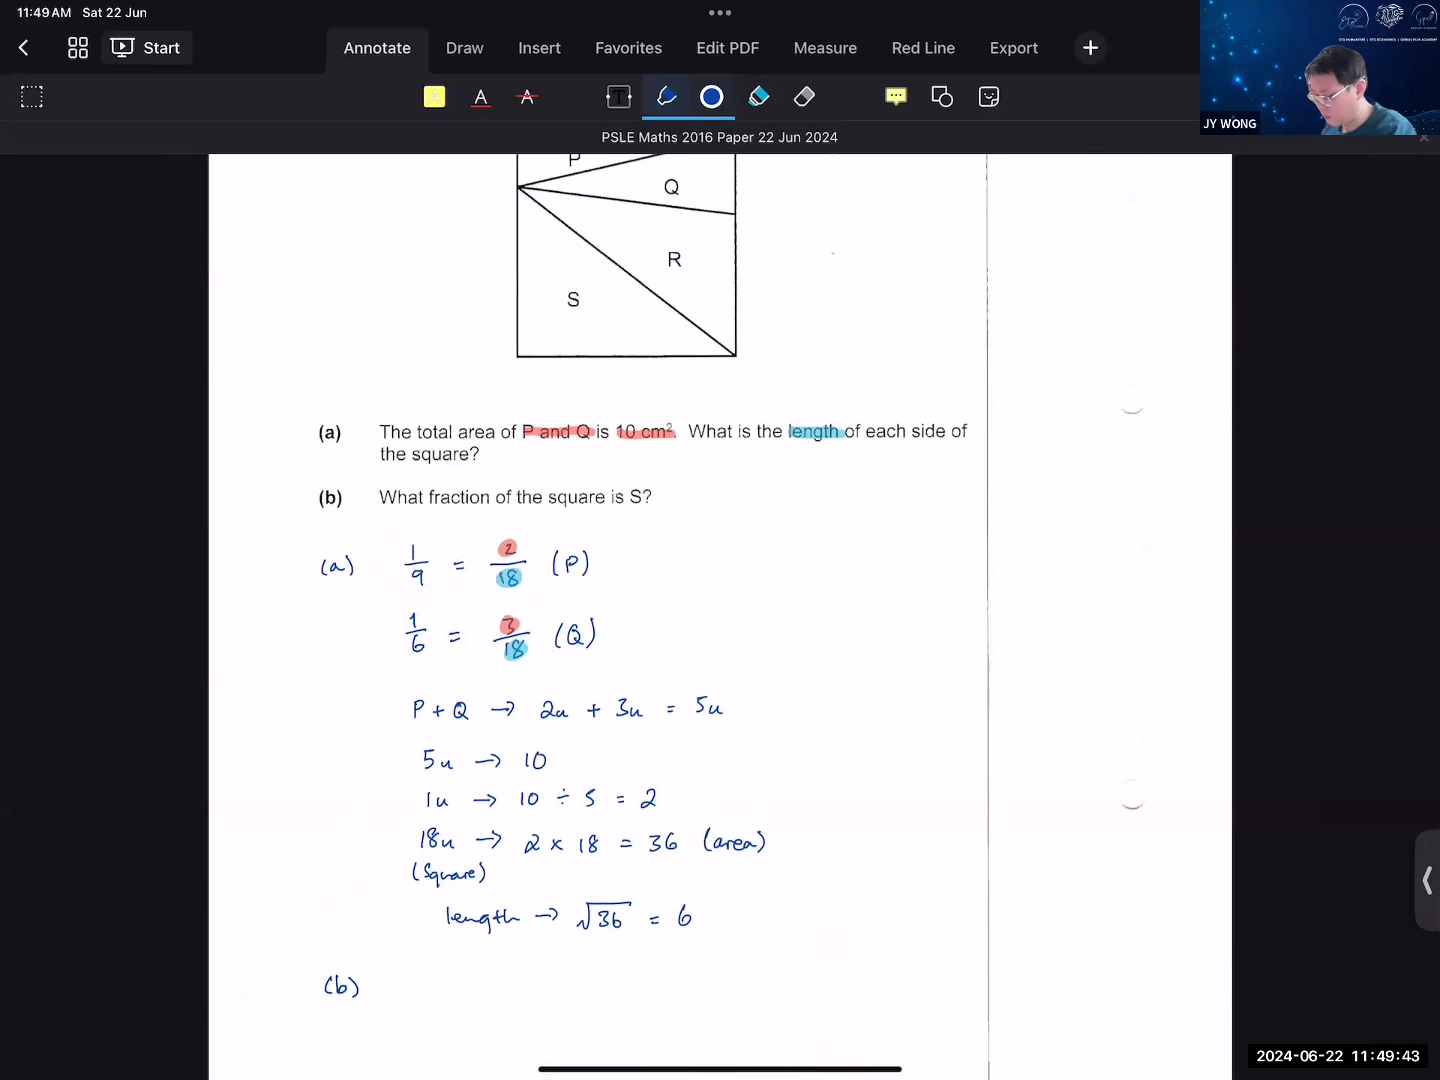 11:49 AM Sat 22 Jun
Start
Annotate Draw Insert Favorites Edit PDF Measure Red Line Export
A A A T
JY WONG
PSLE Maths 2016 Paper 22 Jun 2024
P
Q
R
S
(a) The total area of P and Q is 10 cm². What is the length of each side of
the square?
(b) What fraction of the square is S?
(a) 1/9 = 2/18 (P)
1/6 = 3/18 (Q)
P + Q → 2u + 3u = 5u
5u → 10
1u → 10 ÷ 5 = 2
18u → 2 × 18 = 36 (area)
(square)
length → √36 = 6
(b)
2024-06-22 11:49:43